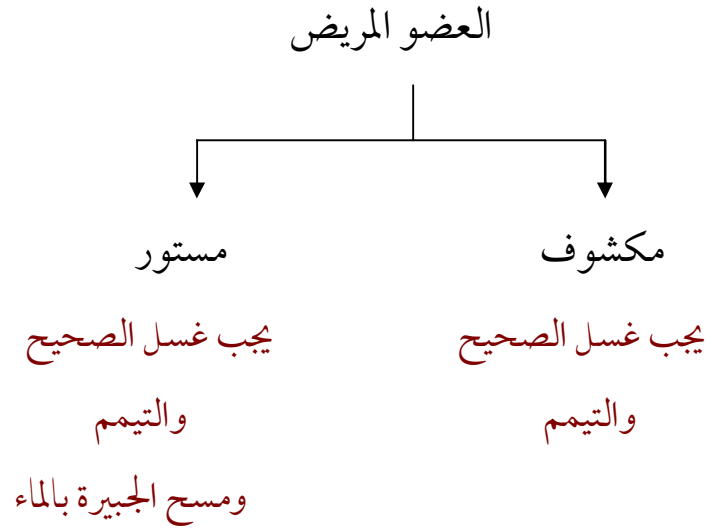 العضو المريض
مكشوف
يجب غسل الصحيح
والتيمم
مستور
يجب غسل الصحيح
والتيمم
ومسح الجبيرة بالماء